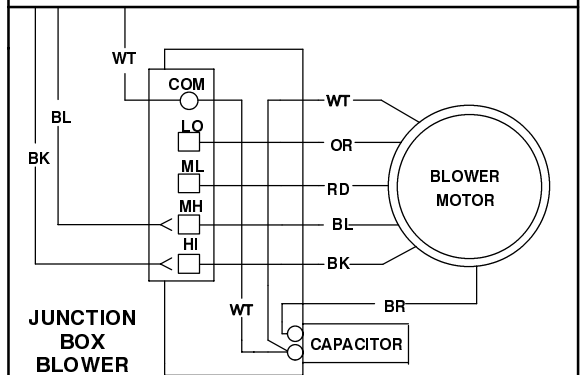 WT
COM
WT
BL
LO
OR
BK
ML
RD
BLOWER
MOTOR
MH
BL
HI
BK
WT
BR
JUNCTION
BOX
BLOWER
CAPACITOR